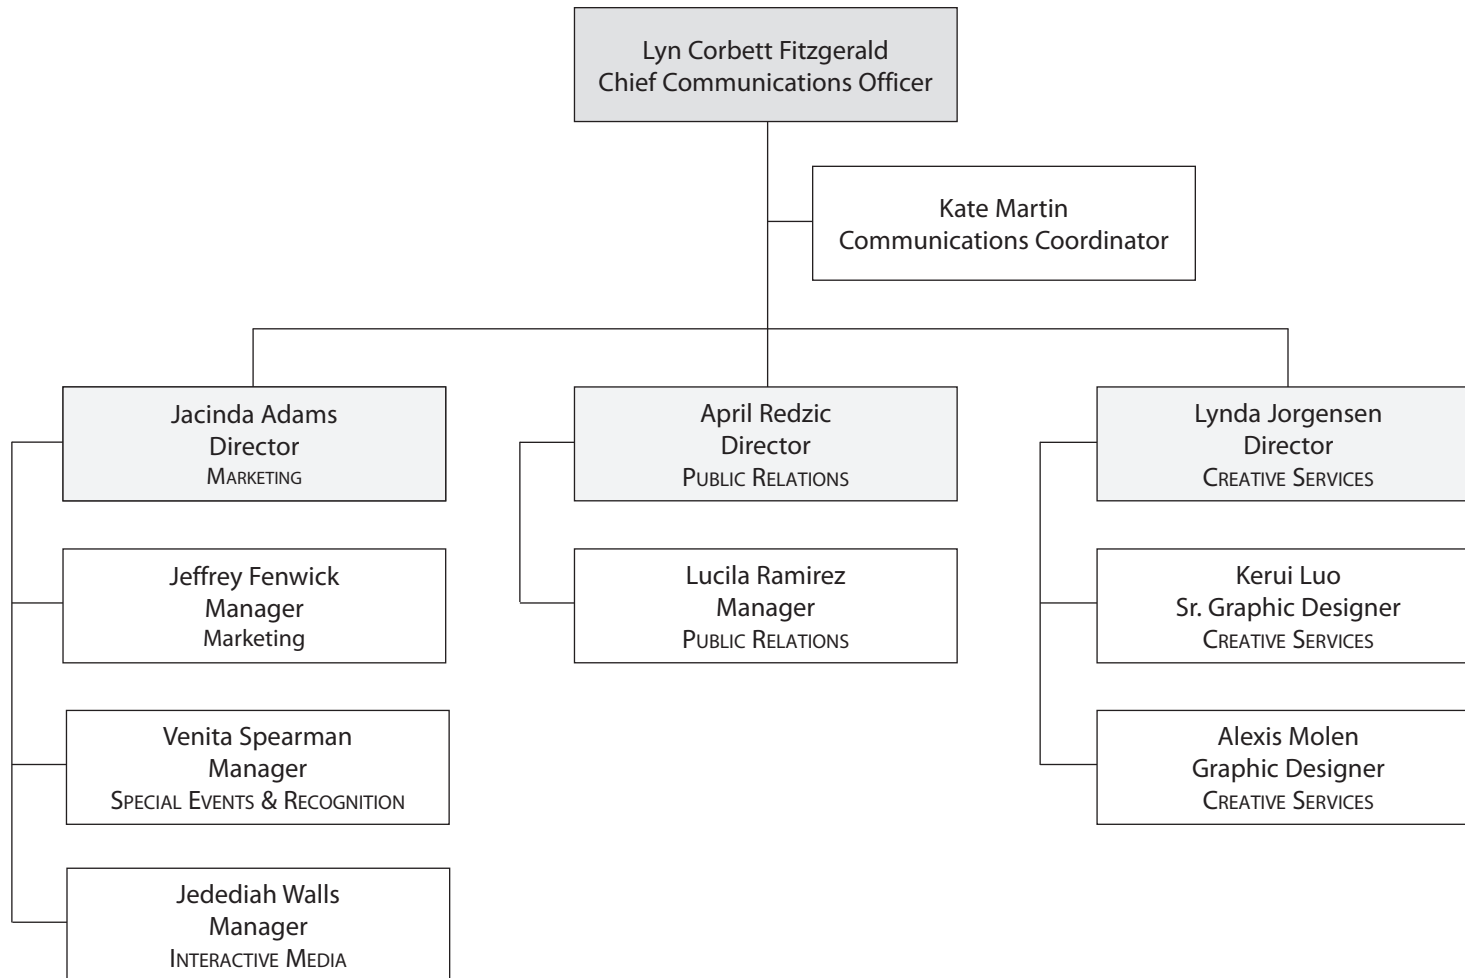 Lyn Corbett Fitzgerald
Chief Communications Officer
Kate Martin
Communications Coordinator
Jacinda Adams
Director
MARKETING
April Redzic
Director
PUBLIC RELATIONS
Lynda Jorgensen
Director
CREATIVE SERVICES
Jeffrey Fenwick
Manager
Marketing
Lucila Ramirez
Manager
PUBLIC RELATIONS
Kerui Luo
Sr. Graphic Designer
CREATIVE SERVICES
Venita Spearman
Manager
SPECIAL EVENTS & RECOGNITION
Alexis Molen
Graphic Designer
CREATIVE SERVICES
Jedediah Walls
Manager
INTERACTIVE MEDIA